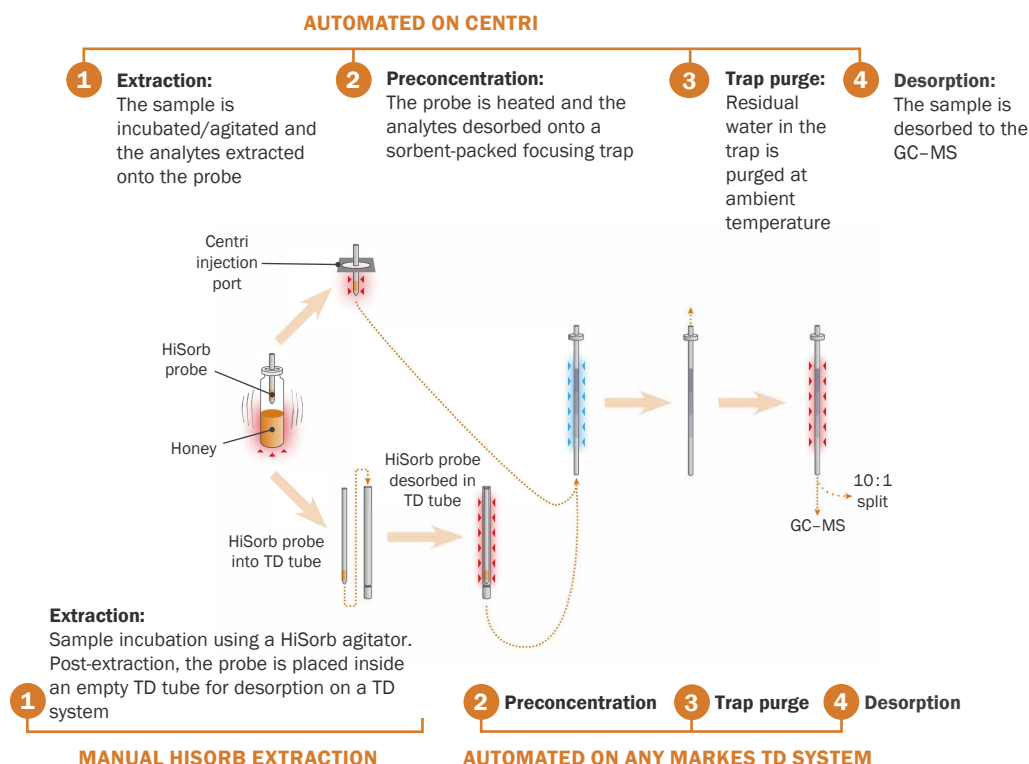 AUTOMATED ON CENTRI
1
Extraction:
The sample is
incubated/agitated and
the analytes extracted
onto the probe
2
Preconcentration:
The probe is heated and the
analytes desorbed onto a
sorbent-packed focusing trap
3
Trap purge:
Residual
water in the
trap is
purged at
ambient
temperature
4
Desorption:
The sample is
desorbed to the
GC–MS
Centri
injection
port
HiSorb
probe
Honey
HiSorb probe
into TD tube
HiSorb probe
desorbed in
TD tube
10:1
split
GC–MS
Extraction:
Sample incubation using a HiSorb agitator.
Post-extraction, the probe is placed inside
an empty TD tube for desorption on a TD
system
1
2 Preconcentration
3 Trap purge
4 Desorption
MANUAL HISORB EXTRACTION
AUTOMATED ON ANY MARKES TD SYSTEM